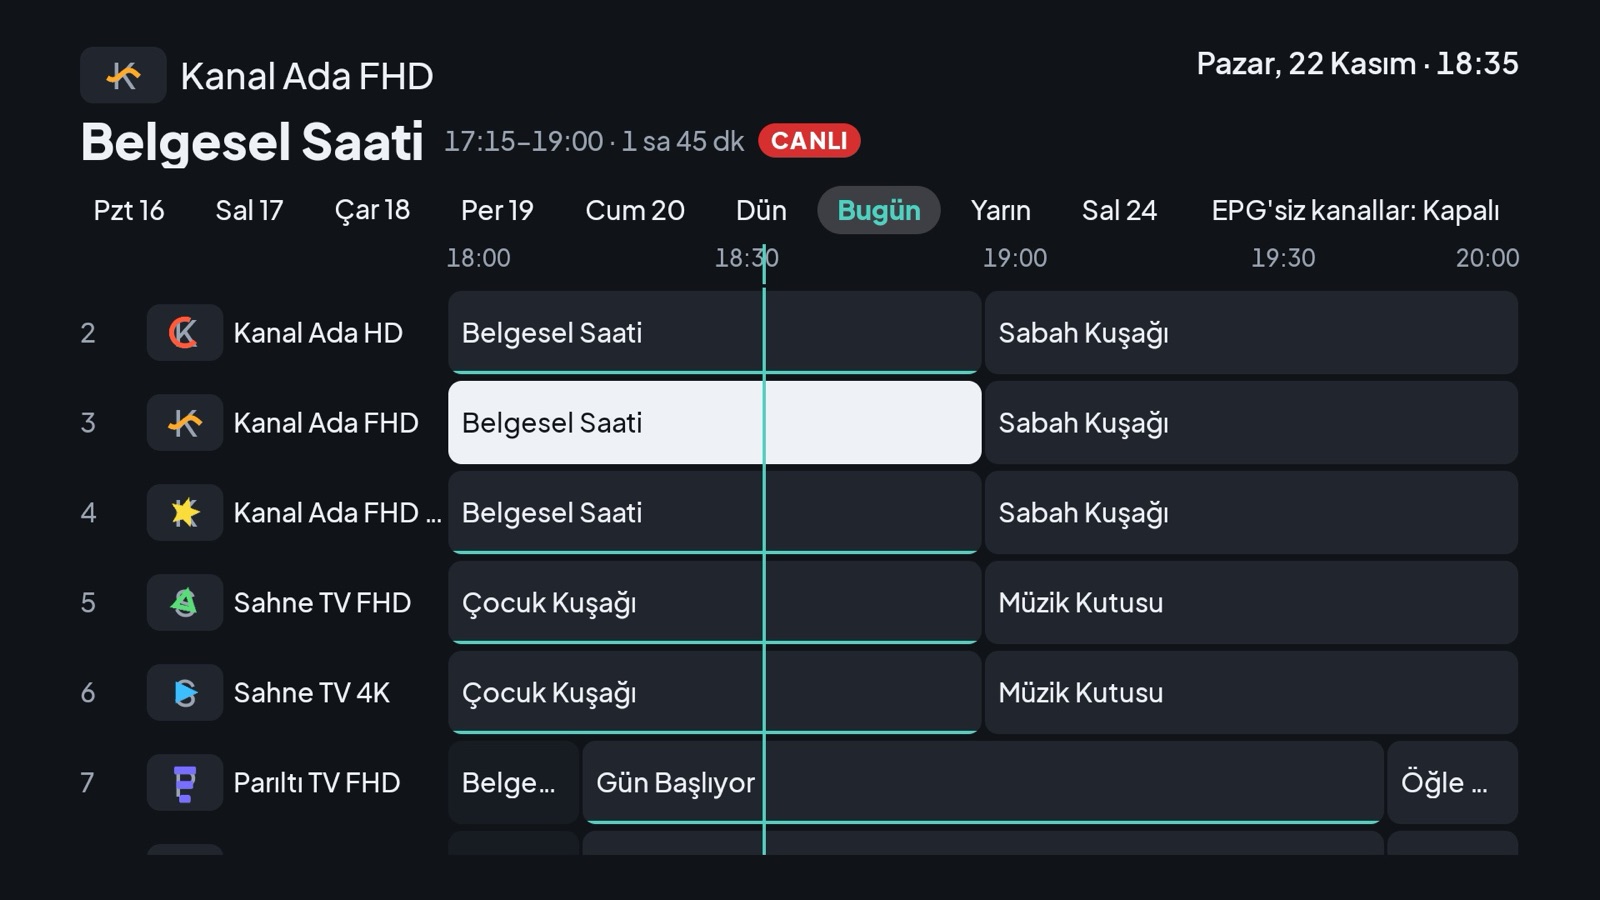 Kanal Ada FHD
Pazar, 22 Kasım · 18:35
Belgesel Saati 17:15–19:00 · 1 sa 45 dk CANLI
Pzt 16 Sal 17 Çar 18 Per 19 Cum 20 Dün Bugün Yarın Sal 24 EPG'siz kanallar: Kapalı
18:00 18:30 19:00 19:30 20:00
2 Kanal Ada HD Belgesel Saati Sabah Kuşağı
3 Kanal Ada FHD Belgesel Saati Sabah Kuşağı
4 Kanal Ada FHD ... Belgesel Saati Sabah Kuşağı
5 Sahne TV FHD Çocuk Kuşağı Müzik Kutusu
6 Sahne TV 4K Çocuk Kuşağı Müzik Kutusu
7 Parıltı TV FHD Belge... Gün Başlıyor Öğle ...